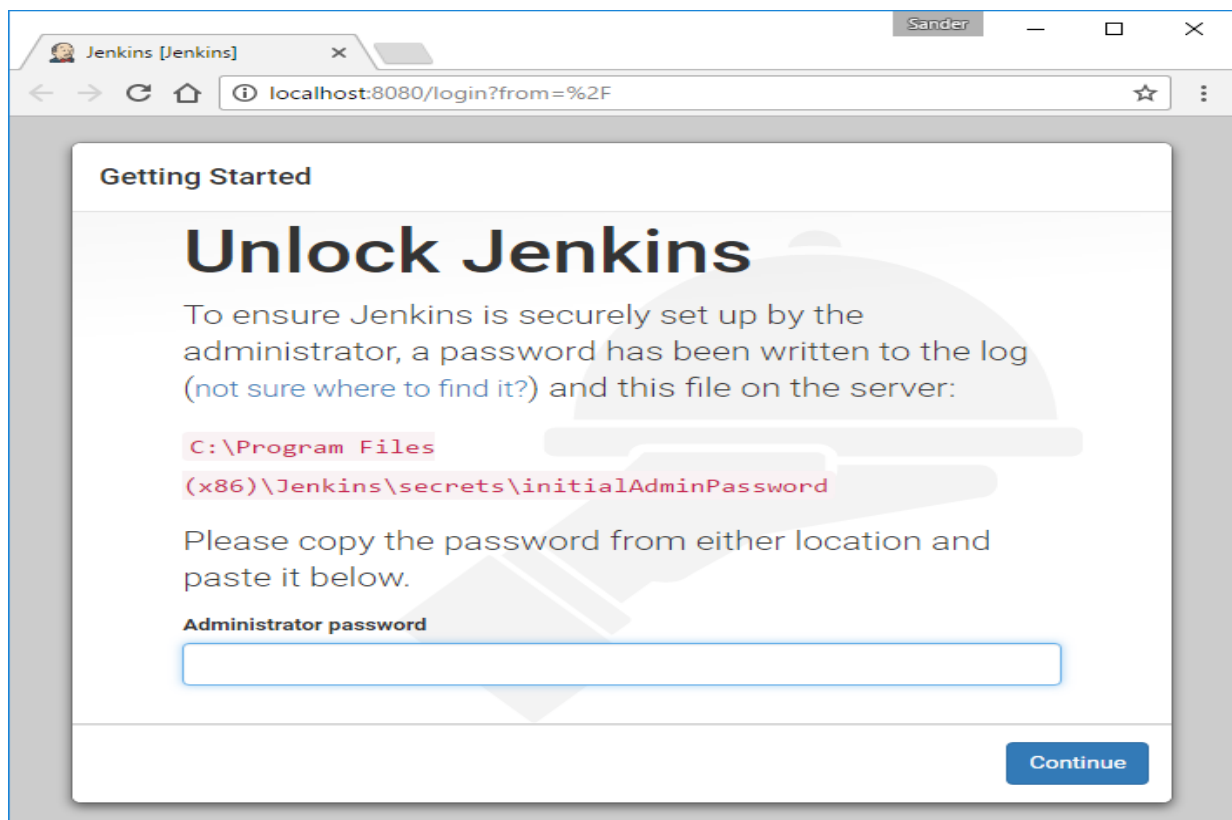 Sander
Jenkins [Jenkins]
localhost:8080/login?from=%2F
Getting Started
Unlock Jenkins
To ensure Jenkins is securely set up by the
administrator, a password has been written to the log
(not sure where to find it?) and this file on the server:
C:\Program Files
(x86)\Jenkins\secrets\initialAdminPassword
Please copy the password from either location and
paste it below.
Administrator password
Continue